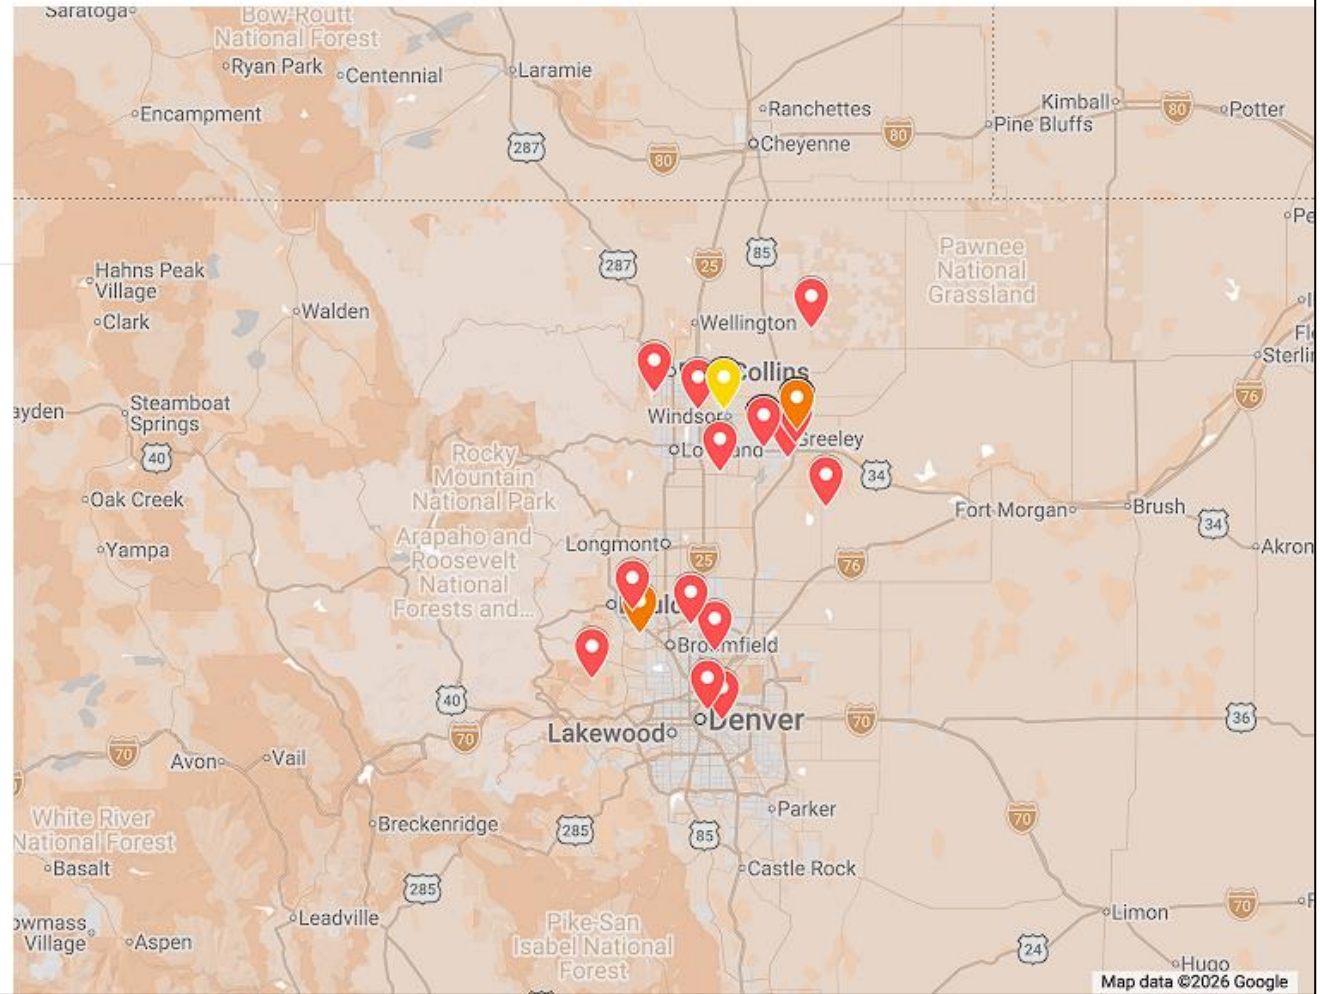 Saratoga
Bow-Routt
National Forest
Ryan Park
Centennial
Laramie
Encampment
Ranchettes
Kimball
80
Potter
Pine Bluffs
80
287
80
Cheyenne
Pe
287
25
85
Pawnee
National
Grassland
Hahns Peak
Village
Clark
Walden
Wellington
Sterlin
Collins
76
ayden
Steamboat
Springs
Windsor
40
Greeley
Rocky
Mountain
National Park
34
Oak Creek
Fort Morgan
Brush
34
Arapaho and
Roosevelt
National
Forests and...
Yampa
Longmont
25
76
Akron
Broomfield
40
Denver
Lakewood
70
70
36
70
Avon
Vail
White River
National Forest
Breckenridge
285
85
Parker
70
Basalt
Castle Rock
285
owmass
Village
Leadville
Aspen
Pike-San
Isabel National
Forest
Limon
70
24
Hugo
Map data ©2026 Google